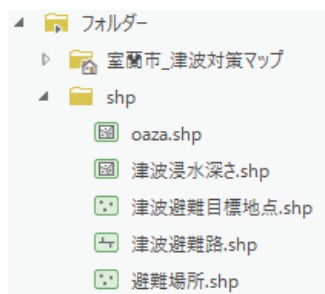 フォルダー
室蘭市_津波対策マップ
shp
oaza.shp
津波浸水深さ.shp
津波避難目標地点.shp
津波避難路.shp
避難場所.shp